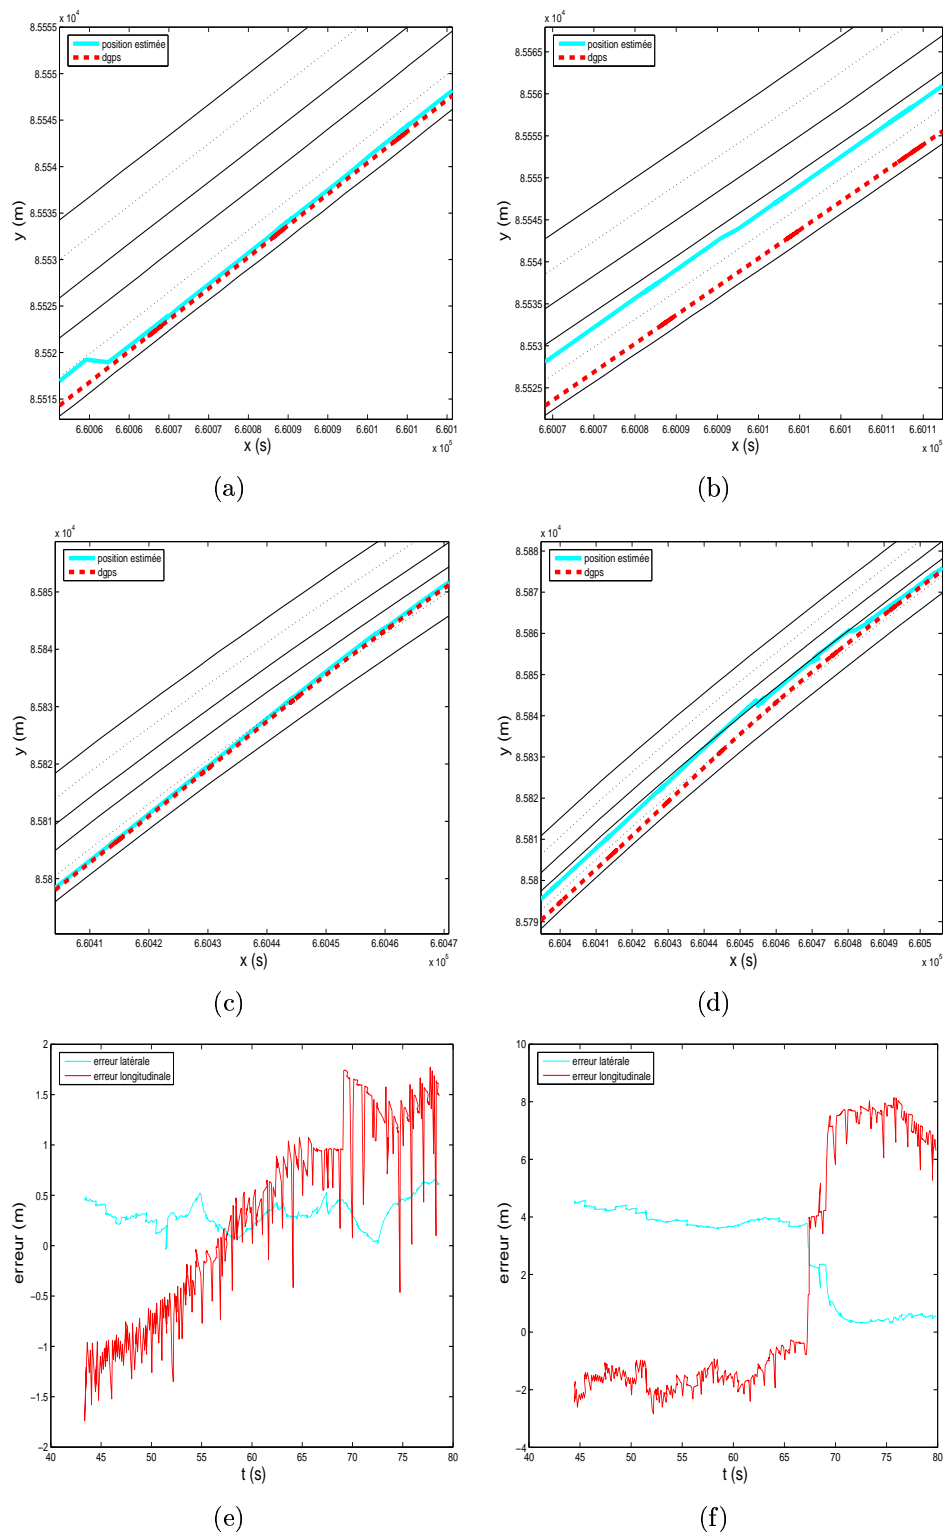 x 10^4
8.5555
8.555
8.5545
8.554
8.5535
8.553
8.5525
8.552
8.5515
y (m)
position estimée
dgps
6.6006 6.6006 6.6007 6.6007 6.6008 6.6009 6.6009 6.601 6.601 6.601
x (s)
x 10^5
(a)
x 10^4
8.5565
8.556
8.5555
8.555
8.5545
8.554
8.5535
8.553
8.5525
y (m)
position estimée
dgps
6.6007 6.6007 6.6008 6.6009 6.6009 6.601 6.601 6.6011 6.6011
x (s)
x 10^5
(b)
x 10^4
8.585
8.584
8.583
8.582
8.581
8.58
y (m)
position estimée
dgps
6.6041 6.6042 6.6043 6.6044 6.6045 6.6046 6.6047
x (s)
x 10^5
(c)
x 10^4
8.588
8.587
8.586
8.585
8.584
8.583
8.582
8.581
8.58
8.579
y (m)
position estimée
dgps
6.604 6.6041 6.6042 6.6043 6.6044 6.6045 6.6046 6.6047 6.6048 6.6049 6.605
x (s)
x 10^5
(d)
2
1.5
1
0.5
0
−0.5
−1
−1.5
−2
erreur (m)
erreur latérale
erreur longitudinale
40 45 50 55 60 65 70 75 80
t (s)
(e)
10
8
6
4
2
0
−2
−4
erreur (m)
erreur latérale
erreur longitudinale
40 45 50 55 60 65 70 75 80
t (s)
(f)